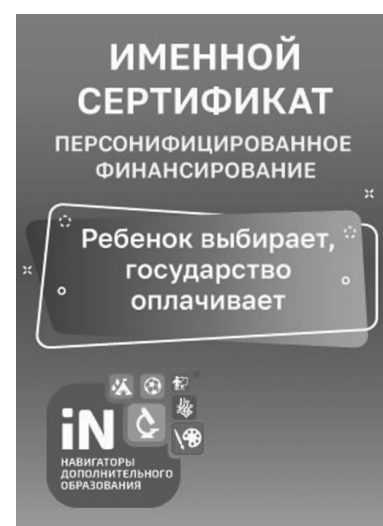 ИМЕННОЙ
СЕРТИФИКАТ
ПЕРСОНИФИЦИРОВАННОЕ
ФИНАНСИРОВАНИЕ
Ребенок выбирает,
государство
оплачивает
iN
НАВИГАТОРЫ
ДОПОЛНИТЕЛЬНОГО
ОБРАЗОВАНИЯ